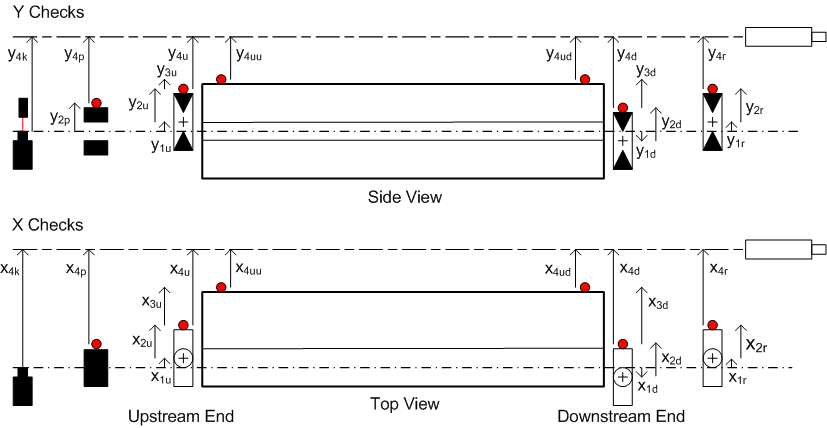 Y Checks
y4k y4p y4u y4uu y4ud y4d y4r
y3u y3d
y2p y2u y2d y2r
y1u y1d y1r
Side View
X Checks
x4k x4p x4u x4uu x4ud x4d x4r
x3u x3d
x2u x2d x2r
x1u x1d x1r
Top View
Upstream End Downstream End